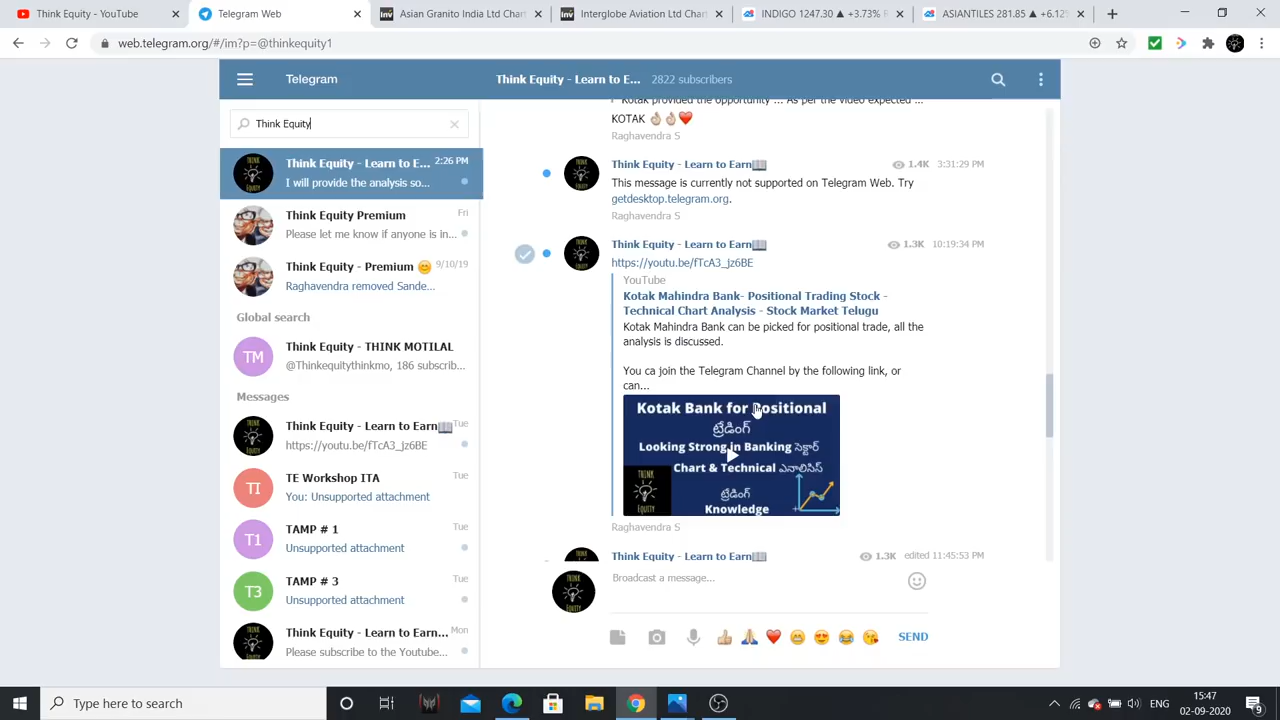 Think Equity - YouTube
Telegram Web
Asian Granito India Ltd Chart
Interglobe Aviation Ltd Chart
INDIGO 1247.30 ▲ +3.73%
ASIANTILES 281.85 ▲ +6.12%
web.telegram.org/#/im?p=@thinkequity1
Telegram
Think Equity - Learn to E...
2822 subscribers
Think Equity
Think Equity - Learn to E...
2:26 PM
I will provide the analysis so...
Think Equity Premium
Fri
Please let me know if anyone is in...
Think Equity - Premium 😊
9/10/19
Raghavendra removed Sande...
Global search
TM
Think Equity - THINK MOTILAL
@Thinkequitythinkmo, 186 subscrib...
Messages
Think Equity - Learn to Earn📖
Tue
https://youtu.be/fTcA3_jz6BE
TI
TE Workshop ITA
Tue
You: Unsupported attachment
T1
TAMP # 1
Tue
Unsupported attachment
T3
TAMP # 3
Tue
Unsupported attachment
Think Equity - Learn to Earn...
Mon
Please subscribe to the Youtube...
Kotak provided the opportunity ... As per the video expected ...
KOTAK 👌🏻👌🏻❤️
Raghavendra S
Think Equity - Learn to Earn📖
1.4K 3:31:29 PM
This message is currently not supported on Telegram Web. Try
getdesktop.telegram.org.
Raghavendra S
Think Equity - Learn to Earn📖
1.3K 10:19:34 PM
https://youtu.be/fTcA3_jz6BE
YouTube
Kotak Mahindra Bank- Positional Trading Stock -
Technical Chart Analysis - Stock Market Telugu
Kotak Mahindra Bank can be picked for positional trade, all the
analysis is discussed.
You ca join the Telegram Channel by the following link, or
can...
Kotak Bank for Positional
ట్రేడింగ్
Looking Strong in Banking సెక్టార్
Chart & Technical ఎనాలిసిస్
THINK
EQUITY
ట్రేడింగ్
Knowledge
Raghavendra S
Think Equity - Learn to Earn📖
1.3K edited 11:45:53 PM
Broadcast a message...
SEND
Type here to search
ENG
15:47
02-09-2020